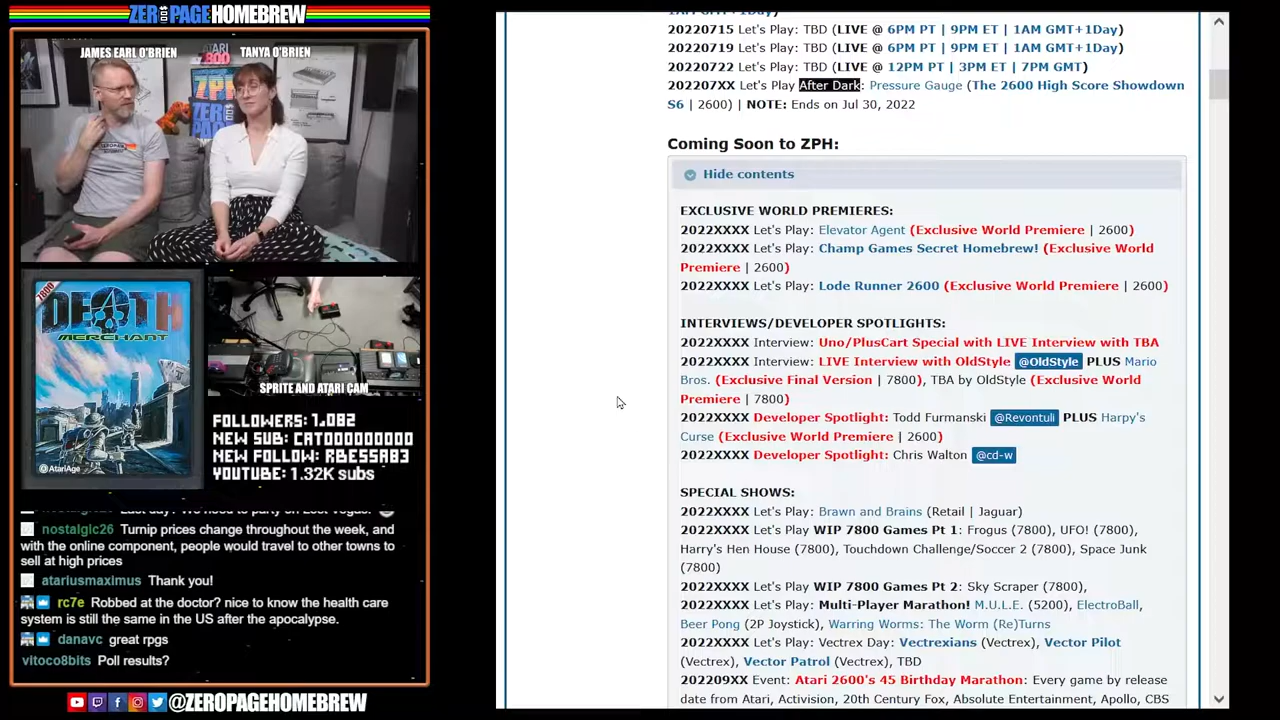 ZERO PAGE HOMEBREW
JAMES EARL O'BRIEN
TANYA O'BRIEN
ATARI
ZERO
7800
DEATH
MERCHANT
AtariAge
SPRITE AND ATARI CAM
FOLLOWERS: 1,082
NEW SUB: CAT0000000000
NEW FOLLOW: RBESSA83
YOUTUBE: 1.32K subs
nostalgic26 Turnip prices change throughout the week, and
with the online component, people would travel to other towns to
sell at high prices
atariusmaximus Thank you!
rc7e Robbed at the doctor? nice to know the health care
system is still the same in the US after the apocalypse.
danavc great rpgs
vitoco8bits Poll results?
@ZEROPAGEHOMEBREW
1AM GMT+1Day)
20220715 Let's Play: TBD (LIVE @ 6PM PT | 9PM ET | 1AM GMT+1Day)
20220719 Let's Play: TBD (LIVE @ 6PM PT | 9PM ET | 1AM GMT+1Day)
20220722 Let's Play: TBD (LIVE @ 12PM PT | 3PM ET | 7PM GMT)
202207XX Let's Play After Dark: Pressure Gauge (The 2600 High Score Showdown
S6 | 2600) | NOTE: Ends on Jul 30, 2022
Coming Soon to ZPH:
Hide contents
EXCLUSIVE WORLD PREMIERES:
2022XXXX Let's Play: Elevator Agent (Exclusive World Premiere | 2600)
2022XXXX Let's Play: Champ Games Secret Homebrew! (Exclusive World
Premiere | 2600)
2022XXXX Let's Play: Lode Runner 2600 (Exclusive World Premiere | 2600)
INTERVIEWS/DEVELOPER SPOTLIGHTS:
2022XXXX Interview: Uno/PlusCart Special with LIVE Interview with TBA
2022XXXX Interview: LIVE Interview with OldStyle @OldStyle PLUS Mario
Bros. (Exclusive Final Version | 7800), TBA by OldStyle (Exclusive World
Premiere | 7800)
2022XXXX Developer Spotlight: Todd Furmanski @Revontuli PLUS Harpy's
Curse (Exclusive World Premiere | 2600)
2022XXXX Developer Spotlight: Chris Walton @cd-w
SPECIAL SHOWS:
2022XXXX Let's Play: Brawn and Brains (Retail | Jaguar)
2022XXXX Let's Play WIP 7800 Games Pt 1: Frogus (7800), UFO! (7800),
Harry's Hen House (7800), Touchdown Challenge/Soccer 2 (7800), Space Junk
(7800)
2022XXXX Let's Play WIP 7800 Games Pt 2: Sky Scraper (7800),
2022XXXX Let's Play: Multi-Player Marathon! M.U.L.E. (5200), ElectroBall,
Beer Pong (2P Joystick), Warring Worms: The Worm (Re)Turns
2022XXXX Let's Play: Vectrex Day: Vectrexians (Vectrex), Vector Pilot
(Vectrex), Vector Patrol (Vectrex), TBD
202209XX Event: Atari 2600's 45 Birthday Marathon: Every game by release
date from Atari, Activision, 20th Century Fox, Absolute Entertainment, Apollo, CBS